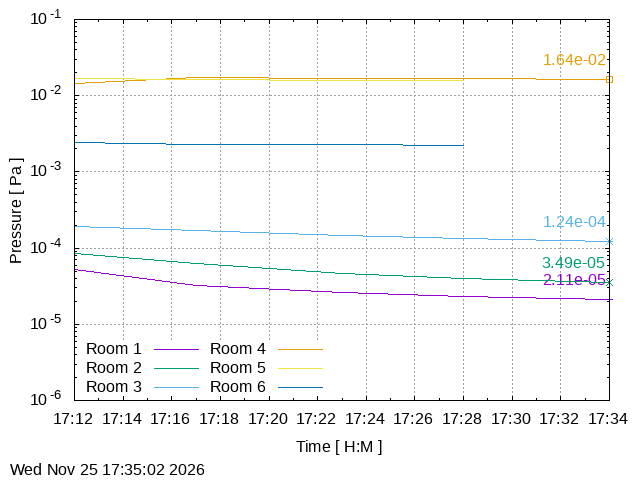 10^-1
10^-2
10^-3
10^-4
10^-5
10^-6
Pressure [ Pa ]
1.64e-02
1.24e-04
3.49e-05
2.11e-05
Room 1 Room 4
Room 2 Room 5
Room 3 Room 6
17:12 17:14 17:16 17:18 17:20 17:22 17:24 17:26 17:28 17:30 17:32 17:34
Time [ H:M ]
Wed Nov 25 17:35:02 2026